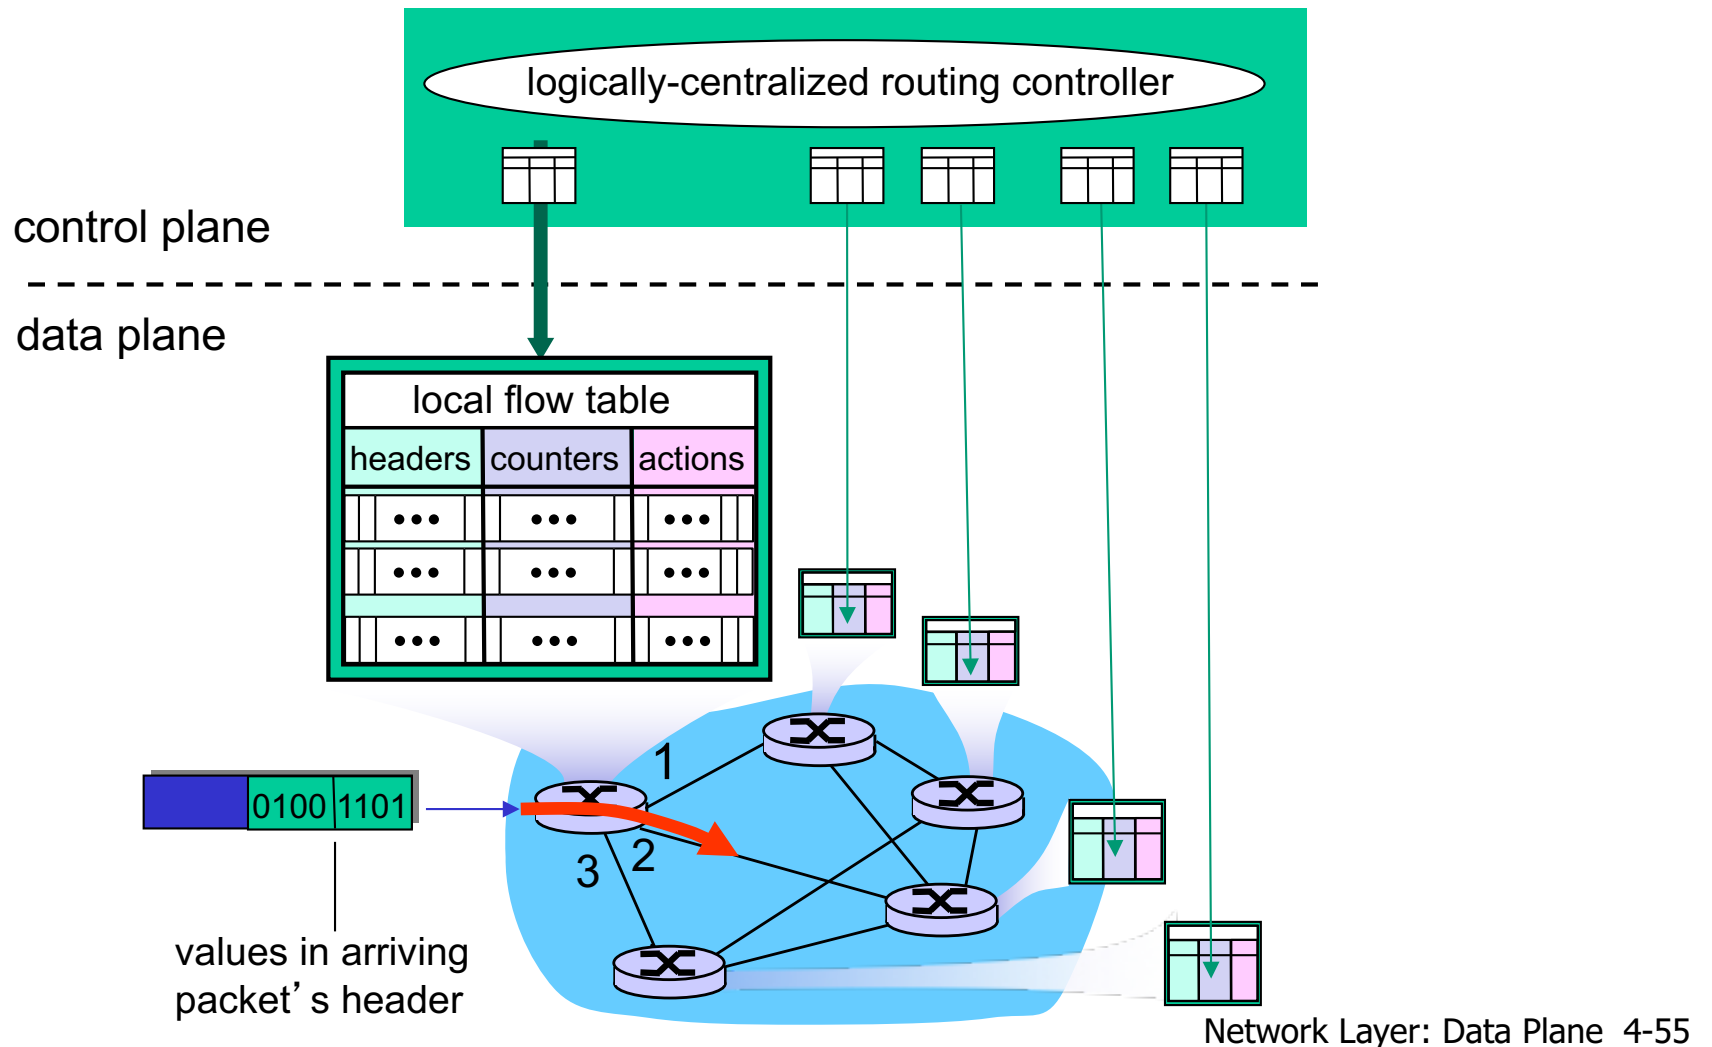 logically-centralized routing controller
control plane
data plane
local flow table
headers counters actions
1
0100 1101
2
3
values in arriving
packet’s header
Network Layer: Data Plane 4-55